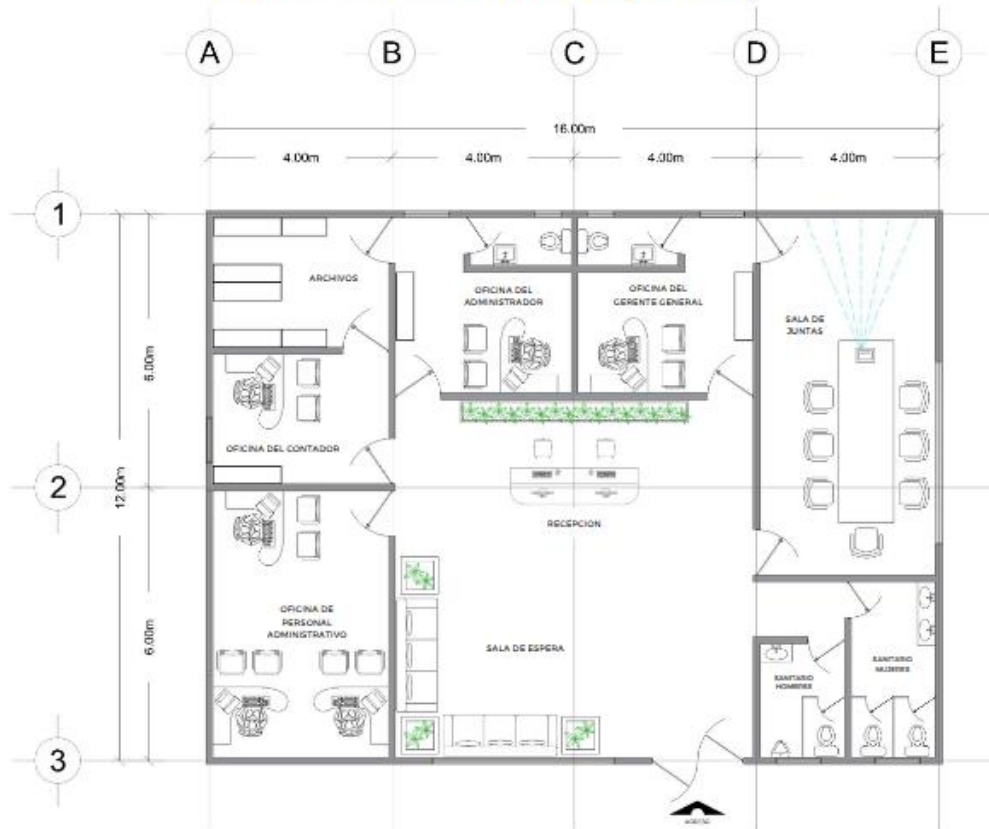 A
B
C
D
E
16.00m
4.00m
4.00m
4.00m
4.00m
1
ARCHIVOS
OFICINA DEL
ADMINISTRADOR
OFICINA DEL
GERENTE GENERAL
SALA DE
JUNTAS
6.00m
OFICINA DEL CONTADOR
12.00m
2
RECEPCION
OFICINA DE
PERSONAL
ADMINISTRATIVO
6.00m
SALA DE ESPERA
SANITARIO
HOMBRES
SANITARIO
MUJERES
3